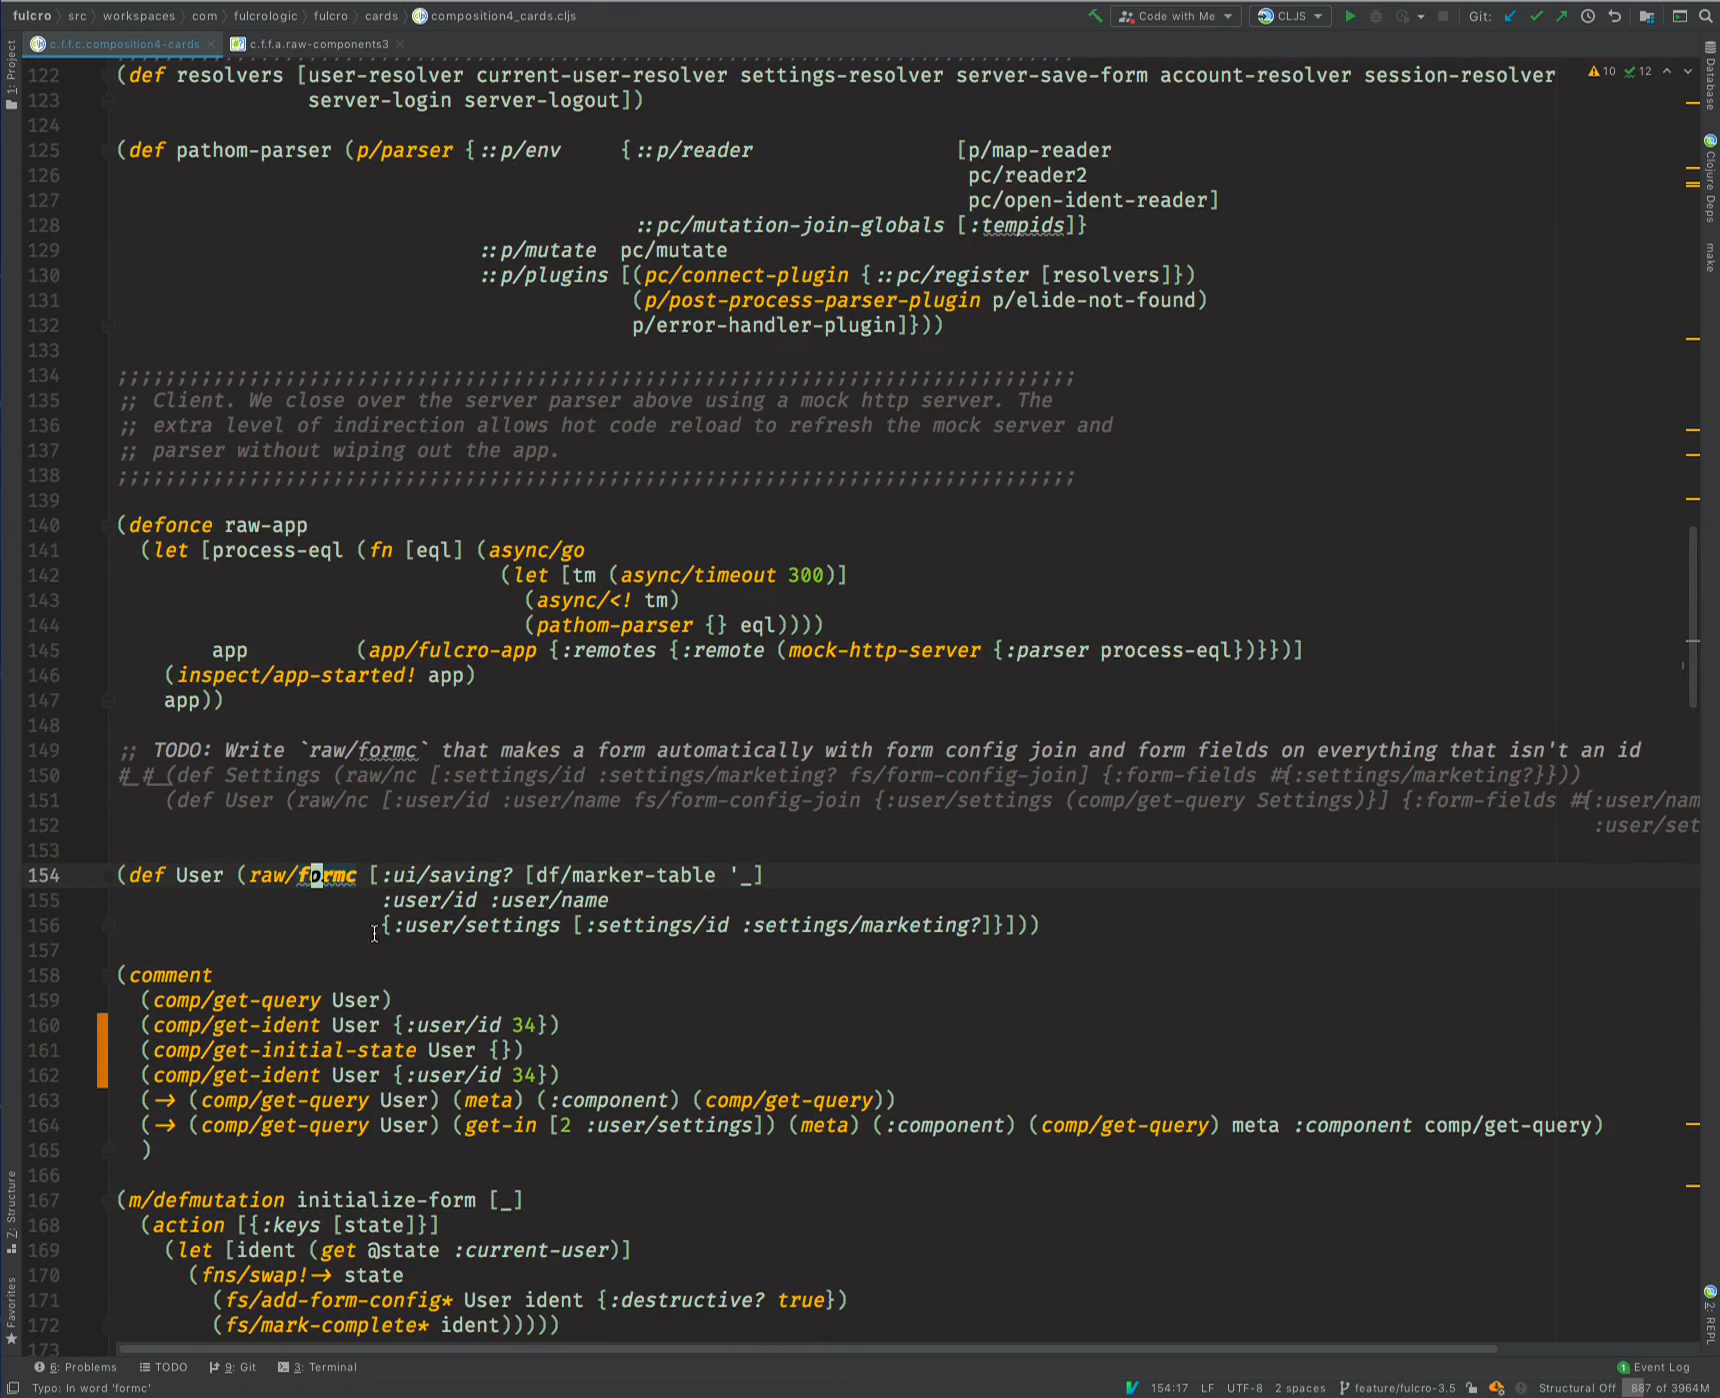 fulcro › src › workspaces › com › fulcrologic › fulcro › cards › composition4_cards.cljs Code with Me CLJS Git:
c.f.f.c.composition4-cards × c.f.f.a.raw-components3 ×
1: Project
122 (def resolvers [user-resolver current-user-resolver settings-resolver server-save-form account-resolver session-resolver 10 12
123 server-login server-logout])
124
125 (def pathom-parser (p/parser {::p/env {::p/reader [p/map-reader
126 pc/reader2
127 pc/open-ident-reader]
128 ::pc/mutation-join-globals [:tempids]}
129 ::p/mutate pc/mutate
130 ::p/plugins [(pc/connect-plugin {::pc/register [resolvers]})
131 (p/post-process-parser-plugin p/elide-not-found)
132 p/error-handler-plugin]}))
133
134 ;;;;;;;;;;;;;;;;;;;;;;;;;;;;;;;;;;;;;;;;;;;;;;;;;;;;;;;;;;;;;;;;;;;;;;;;;;;;;;;;
135 ;; Client. We close over the server parser above using a mock http server. The
136 ;; extra level of indirection allows hot code reload to refresh the mock server and
137 ;; parser without wiping out the app.
138 ;;;;;;;;;;;;;;;;;;;;;;;;;;;;;;;;;;;;;;;;;;;;;;;;;;;;;;;;;;;;;;;;;;;;;;;;;;;;;;;;
139
140 (defonce raw-app
141 (let [process-eql (fn [eql] (async/go
142 (let [tm (async/timeout 300)]
143 (async/<! tm)
144 (pathom-parser {} eql))))
145 app (app/fulcro-app {:remotes {:remote (mock-http-server {:parser process-eql})}})]
146 (inspect/app-started! app)
147 app))
148
149 ;; TODO: Write `raw/formc` that makes a form automatically with form config join and form fields on everything that isn't an id
150 #_#_(def Settings (raw/nc [:settings/id :settings/marketing? fs/form-config-join] {:form-fields #{:settings/marketing?}}))
151 (def User (raw/nc [:user/id :user/name fs/form-config-join {:user/settings (comp/get-query Settings)}] {:form-fields #{:user/nam
152 :user/set
153
154 (def User (raw/formc [:ui/saving? [df/marker-table '_]
155 :user/id :user/name
156 {:user/settings [:settings/id :settings/marketing?]}]))
157
158 (comment
159 (comp/get-query User)
160 (comp/get-ident User {:user/id 34})
161 (comp/get-initial-state User {})
162 (comp/get-ident User {:user/id 34})
163 (-> (comp/get-query User) (meta) (:component) (comp/get-query))
164 (-> (comp/get-query User) (get-in [2 :user/settings]) (meta) (:component) (comp/get-query) meta :component comp/get-query)
165 )
166
167 (m/defmutation initialize-form [_]
168 (action [{:keys [state]}]
169 (let [ident (get @state :current-user)]
170 (fns/swap!-> state
171 (fs/add-form-config* User ident {:destructive? true})
172 (fs/mark-complete* ident)))))
173
Z: Structure
Favorites
Database
Clojure Deps
make
2: REPL
6: Problems TODO 9: Git 3: Terminal 1 Event Log
Typo: In word 'formc' 154:17 LF UTF-8 2 spaces feature/fulcro-3.5 Structural Off 887 of 3964M